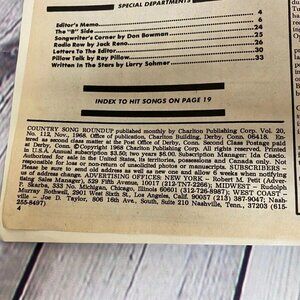 SPECIAL DEPARTMENTS
Editor's Memo 4
The "B" Side 6
Songwriter's Corner by Don Bowman 24
Radio Row by Jack Reno 25
Letters To The Editor 26
Pillow Talk by Ray Pillow 30
Written In The Stars by Larry Sohmer 33
INDEX TO HIT SONGS ON PAGE 19
COUNTRY SONG ROUNDUP published monthly by Charlton Publishing Corp. Vol. 20,
No. 112, Nov., 1968. Office of publication, Charlton Building, Derby, Conn. 06418. Ent-
ered as second class matter at the Post Office of Derby, Conn. Second Class Postage paid
at Derby, Conn. © Copyright 1968 Charlton Publishing Corp. All rights reserved. Printed
in U.S.A. Annual subscription $3.50; two years $6.00. Subscription Manager: Ida Cascio.
Authorized for sale in the United States, its territories, possessions and Canada only. Not
responsible for loss or non-return of unsolicited photos or manuscripts. SUBSCRIBERS –
Please be sure to send old address as well as new one and allow 6 weeks when notifying
us. ADVERTISING OFFICES: NEW YORK – Robert M. Petit (Adver-
tising Sales Manager), 529 Fifth Avenue, 10017 (212-TN7-2266); MIDWEST – Rudolph
P. Skarba, 333 No. Michigan, Chicago, Illinois 60601 (312-726-8987); WEST COAST –
Murray Bothwell, 2901 West Sixth St., Los Angeles, Calif. 90057 (213) 387-9047; Nash-
ville – Joe D. Taylor, 806 16th Ave., South, Suite 210 Nashville, Tenn., 37203 (615-
255-8497)
4